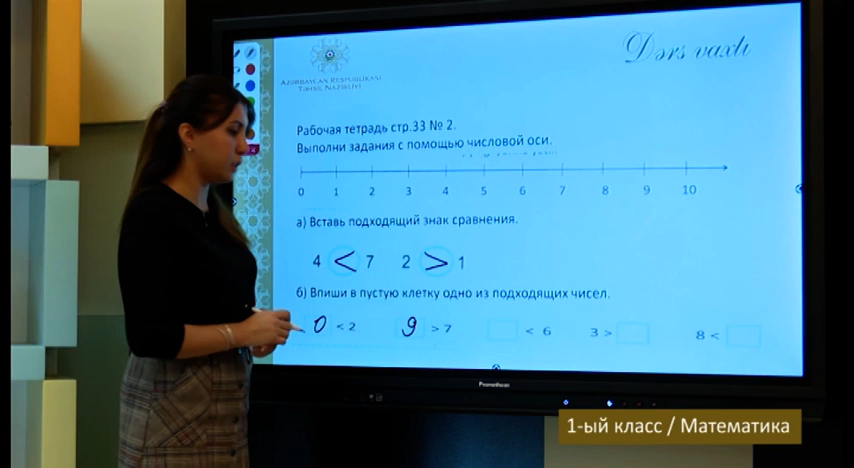 Dərs vaxtı
AZƏRBAYCAN RESPUBLİKASI
TƏHSİL NAZİRLİYİ
Рабочая тетрадь стр.33 № 2.
Выполни задания с помощью числовой оси.
0 1 2 3 4 5 6 7 8 9 10
а) Вставь подходящий знак сравнения.
4 < 7 2 > 1
б) Впиши в пустую клетку одно из подходящих чисел.
0 < 2 9 > 7 < 6 3 > 8 <
Promethean
1-ый класс / Математика